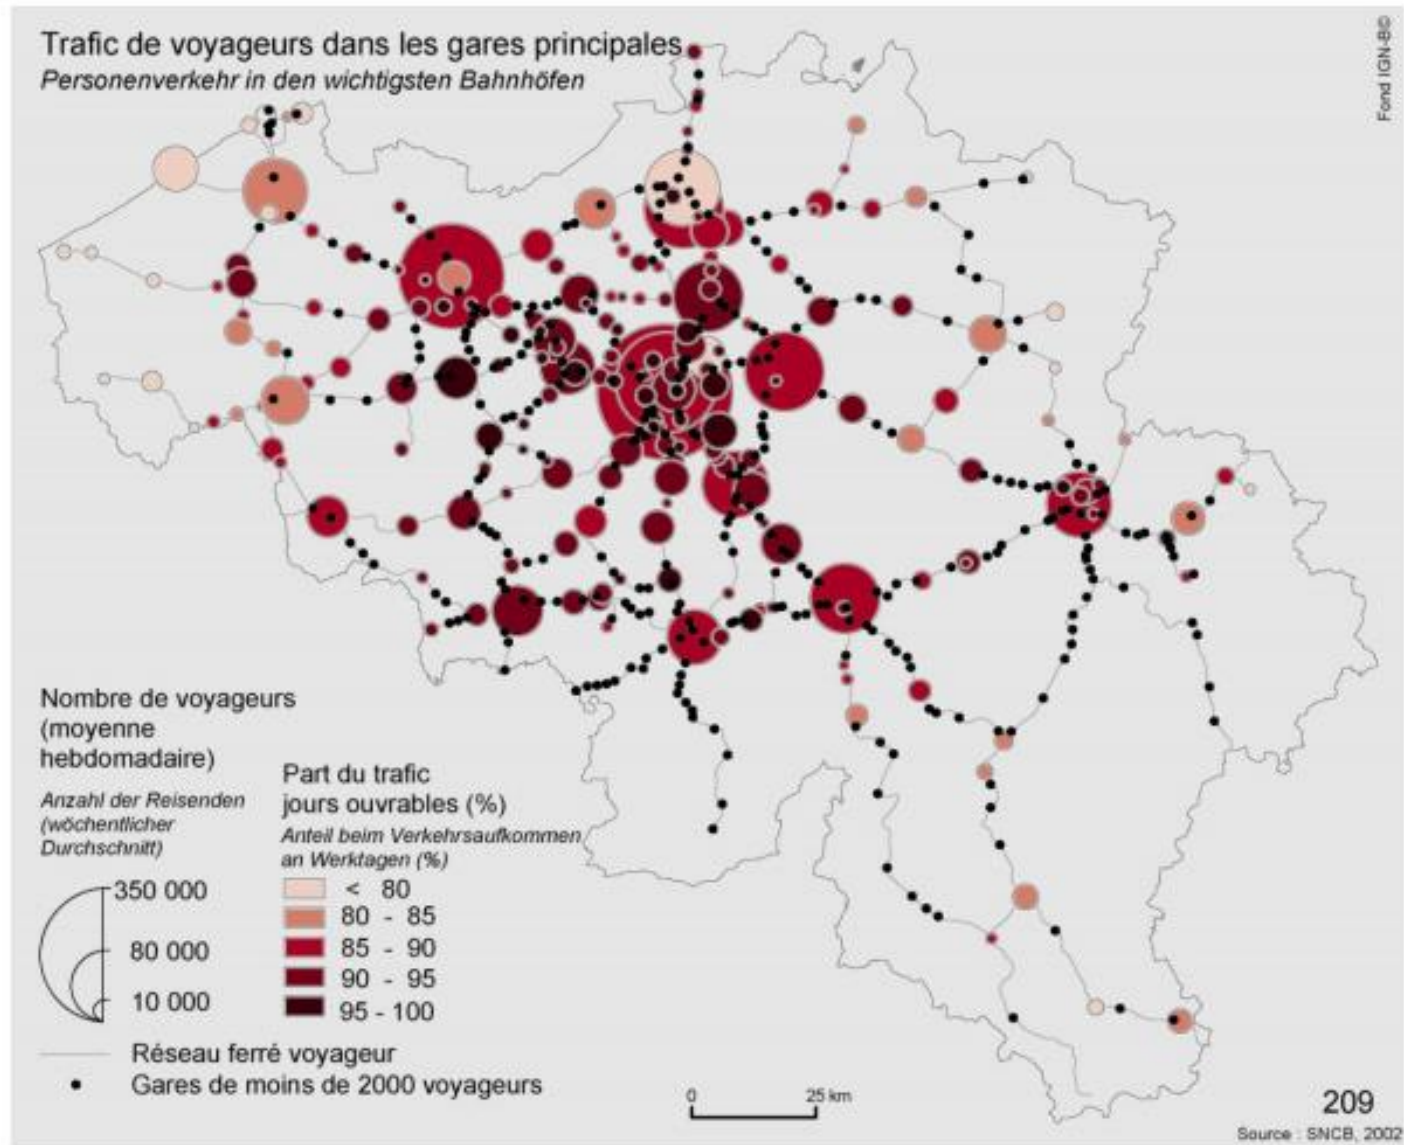 Trafic de voyageurs dans les gares principales
Personenverkehr in den wichtigsten Bahnhöfen
Fond IGN-B©
Nombre de voyageurs
(moyenne
hebdomadaire)
Anzahl der Reisenden
(wöchentlicher
Durchschnitt)
350 000
80 000
10 000
Part du trafic
jours ouvrables (%)
Anteil beim Verkehrsaufkommen
an Werktagen (%)
< 80
80 - 85
85 - 90
90 - 95
95 - 100
Réseau ferré voyageur
Gares de moins de 2000 voyageurs
0 25 km
209
Source : SNCB, 2002